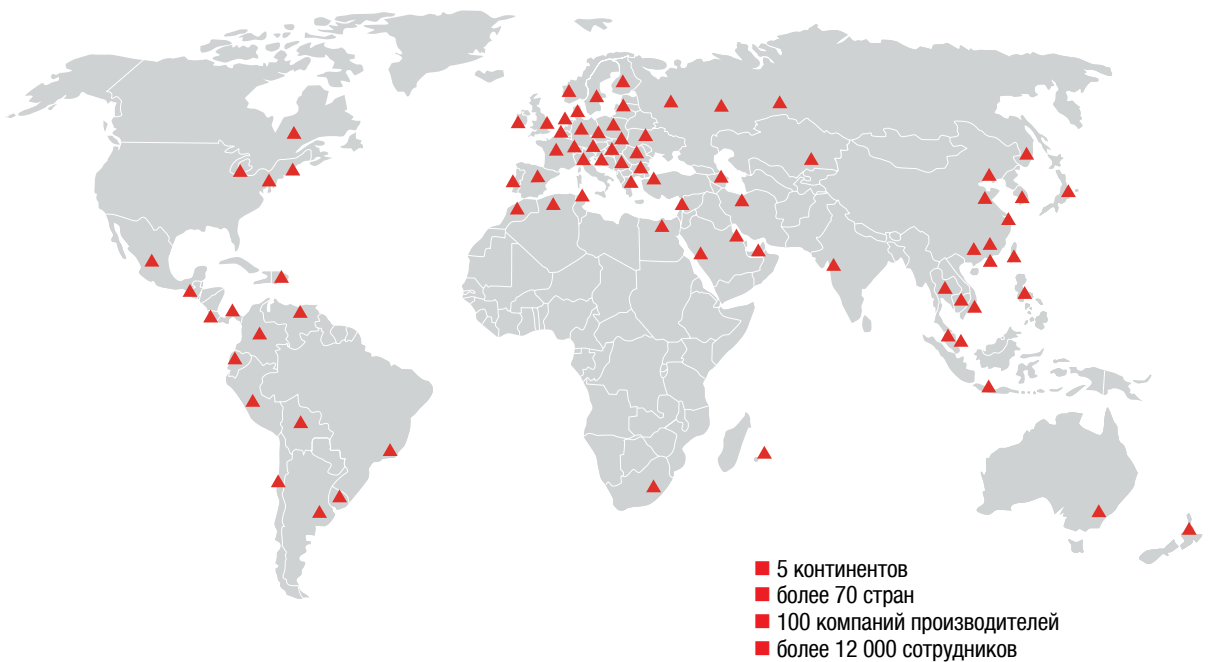 5 континентов
более 70 стран
100 компаний производителей
более 12 000 сотрудников